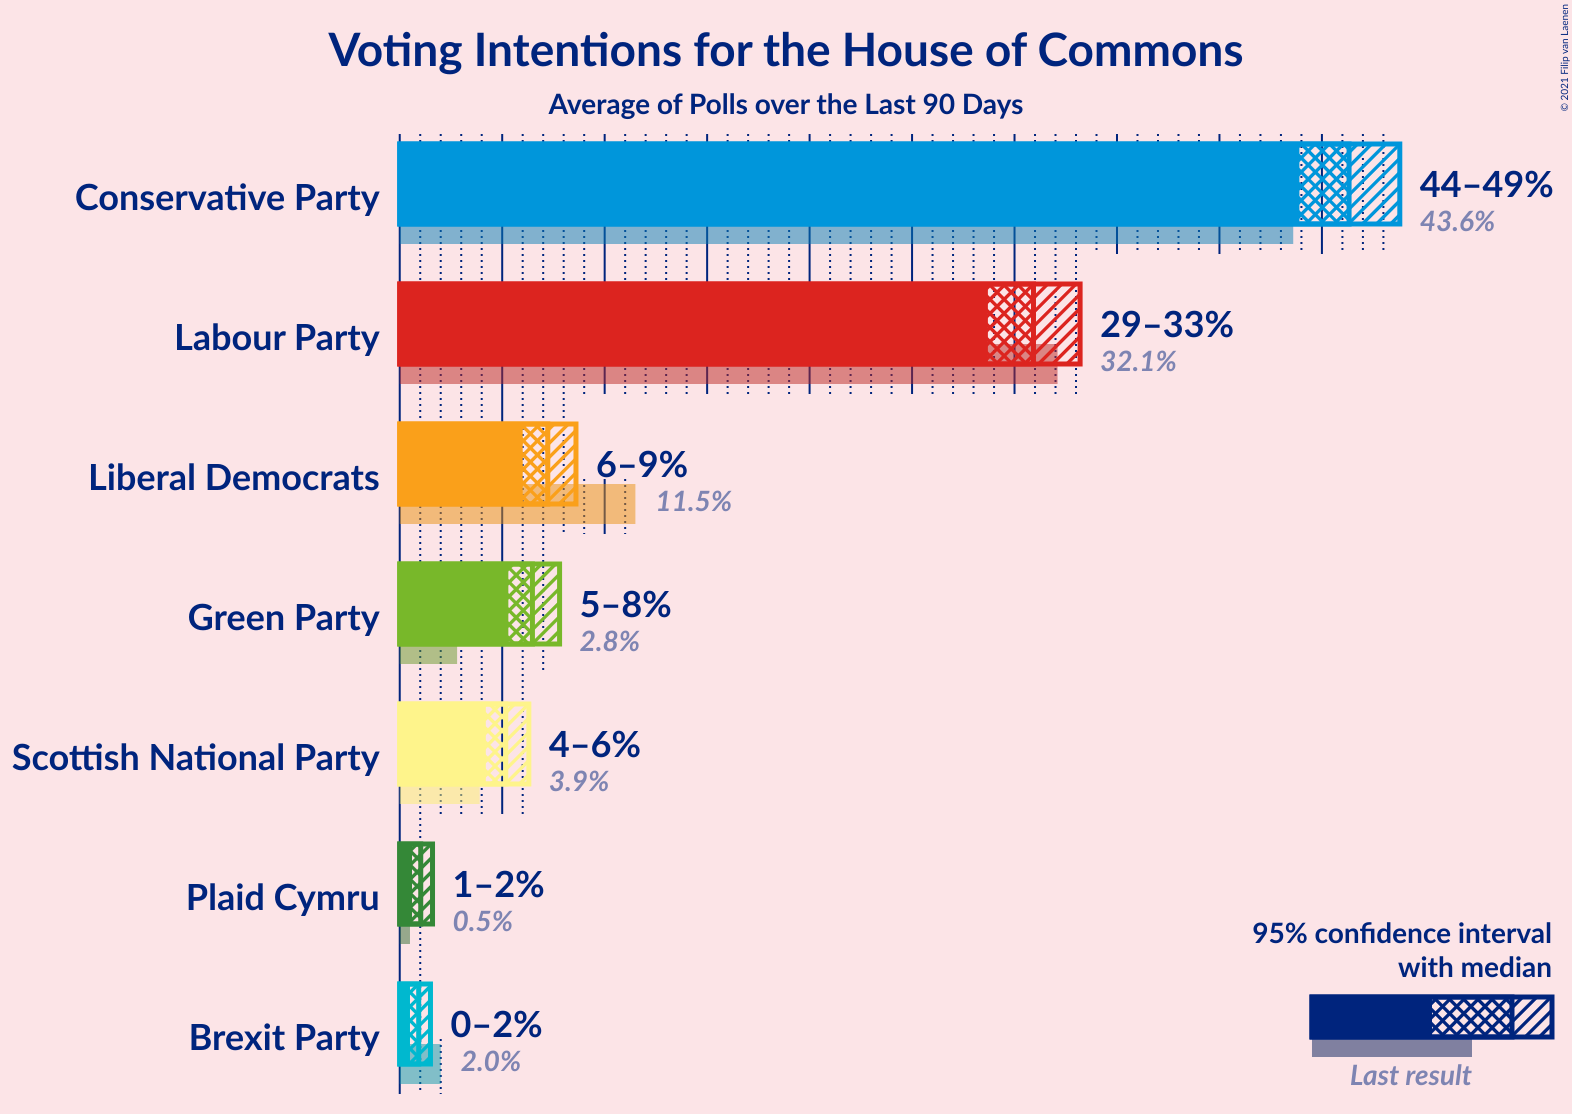 Voting Intentions for the House of Commons
Average of Polls over the Last 90 Days
© 2021 Filip van Laenen
Conservative Party
44–49%
43.6%
Labour Party
29–33%
32.1%
Liberal Democrats
6–9%
11.5%
Green Party
5–8%
2.8%
Scottish National Party
4–6%
3.9%
Plaid Cymru
1–2%
0.5%
Brexit Party
0–2%
2.0%
95% confidence interval
with median
Last result